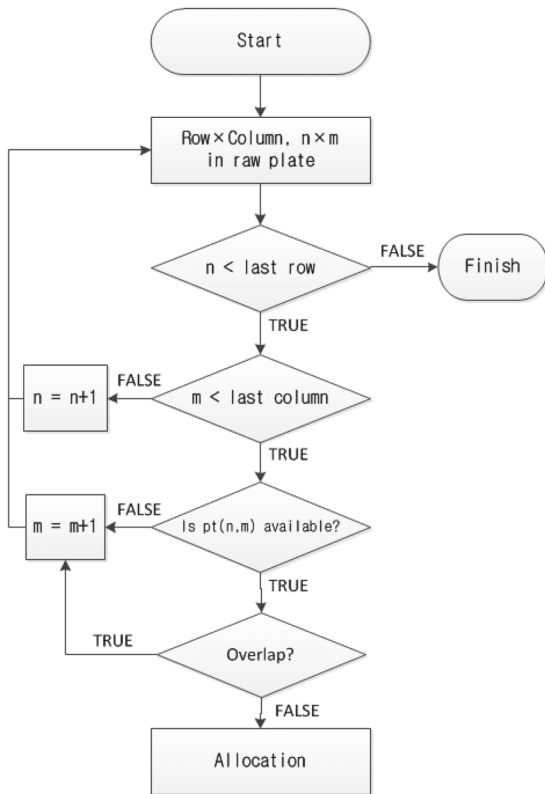 Start
Row×Column, n×m
in raw plate
n < last row
FALSE
Finish
TRUE
n = n+1
FALSE
m < last column
TRUE
m = m+1
FALSE
Is pt(n,m) available?
TRUE
TRUE
Overlap?
FALSE
Allocation